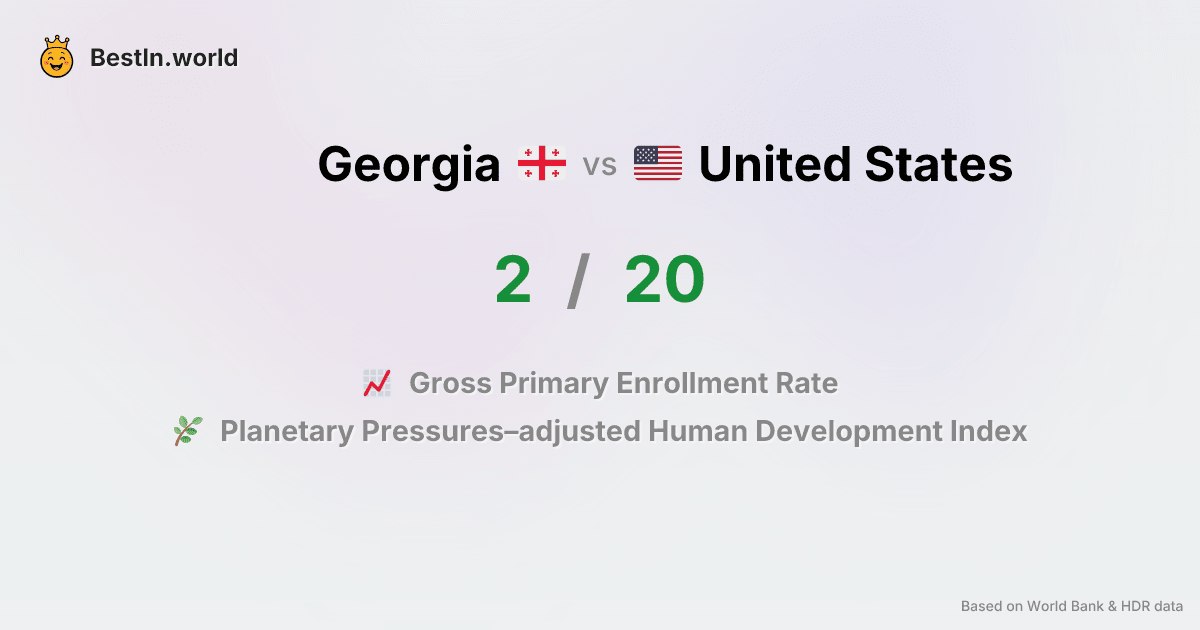 BestIn.world
Georgia vs United States
2 / 20
Gross Primary Enrollment Rate
Planetary Pressures–adjusted Human Development Index
Based on World Bank & HDR data